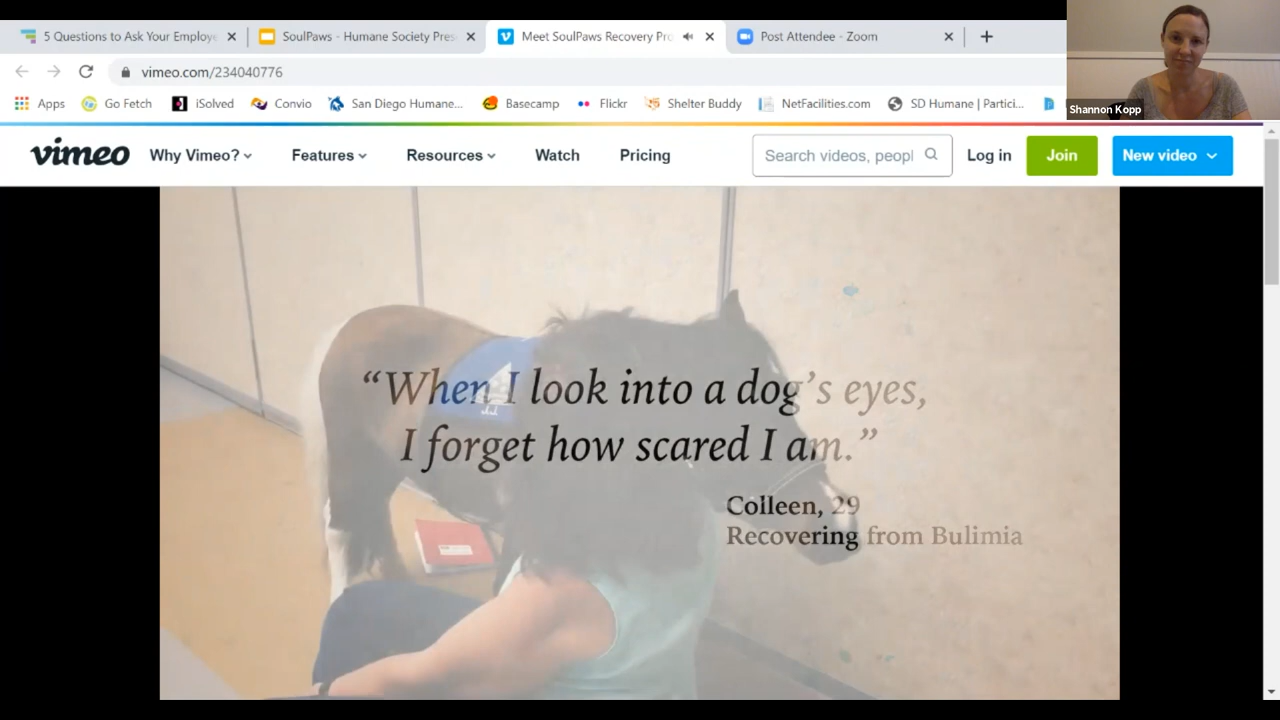 5 Questions to Ask Your Employe
SoulPaws - Humane Society Pres
Meet SoulPaws Recovery Pro
Post Attendee - Zoom
vimeo.com/234040776
Apps
Go Fetch
iSolved
Convio
San Diego Humane...
Basecamp
Flickr
Shelter Buddy
NetFacilities.com
SD Humane | Partici...
Shannon Kopp
vimeo
Why Vimeo?
Features
Resources
Watch
Pricing
Search videos, peopl
Log in
Join
New video
“When I look into a dog’s eyes,
I forget how scared I am.”
Colleen, 29
Recovering from Bulimia